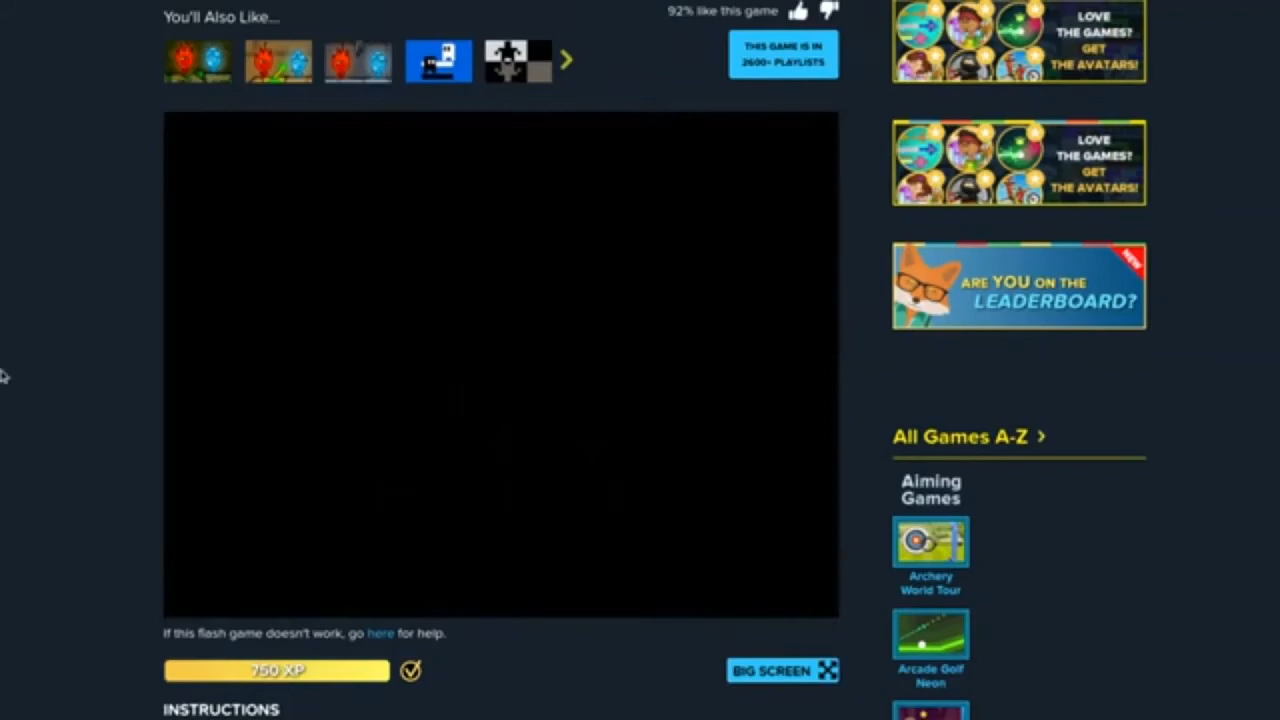 You'll Also Like...
92% like this game
THIS GAME IS IN
2600+ PLAYLISTS
LOVE
THE GAMES?
GET
THE AVATARS!
LOVE
THE GAMES?
GET
THE AVATARS!
NEW
ARE YOU ON THE
LEADERBOARD?
All Games A-Z >
Aiming
Games
Archery
World Tour
Arcade Golf
Neon
If this flash game doesn't work, go here for help.
750 XP
BIG SCREEN
INSTRUCTIONS